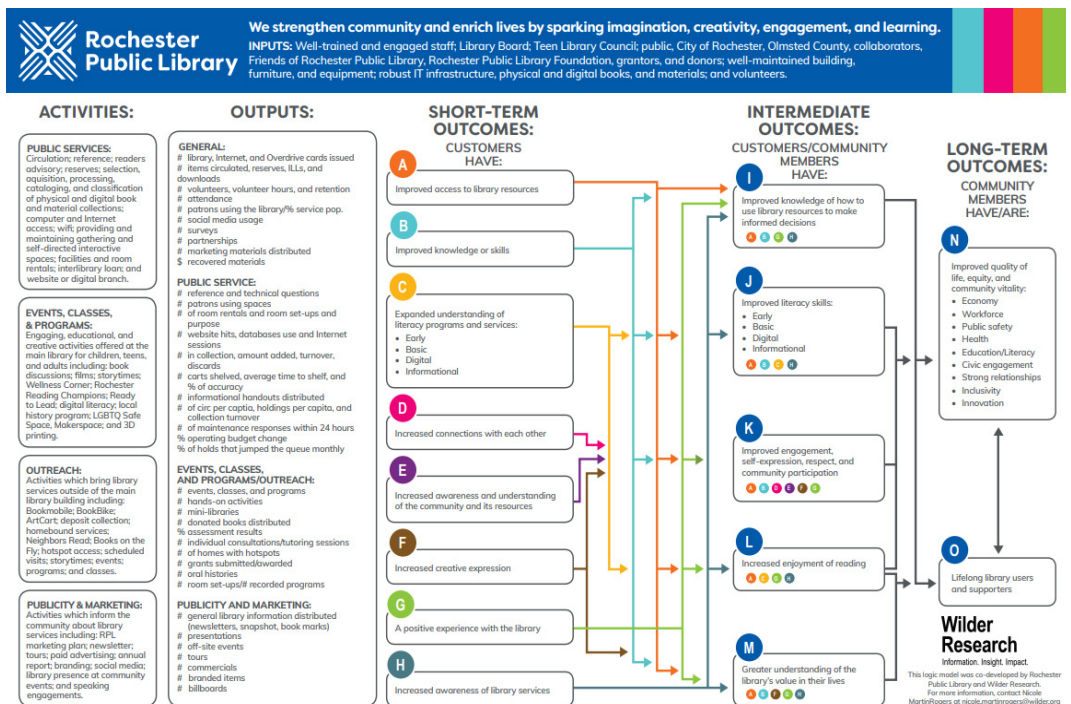 Rochester
Public Library
We strengthen community and enrich lives by sparking imagination, creativity, engagement, and learning.
INPUTS: Well-trained and engaged staff; Library Board; Teen Library Council; public, City of Rochester, Olmsted County, collaborators,
Friends of Rochester Public Library, Rochester Public Library Foundation, grantors, and donors; well-maintained building,
furniture, and equipment; robust IT infrastructure, physical and digital books, and materials; and volunteers.
ACTIVITIES:
PUBLIC SERVICES:
Circulation; reference; readers
advisory; reserves; selection,
aquisition, processing,
cataloging, and classification
of physical and digital book
and material collections;
computer and Internet
access; wifi; providing and
maintaining gathering and
self-directed interactive
spaces; facilities and room
rentals; interlibrary loan; and
website or digital branch.
EVENTS, CLASSES,
& PROGRAMS:
Engaging, educational, and
creative activities offered at the
main library for children, teens,
and adults including: book
discussions; films; storytimes;
Wellness Corner; Rochester
Reading Champions; Ready
to Lead; digital literacy; local
history program; LGBTQ Safe
Space, Makerspace; and 3D
printing.
OUTREACH:
Activities which bring library
services outside of the main
library building including:
Bookmobile; BookBike;
ArtCart; deposit collection;
homebound services;
Neighbors Read; Books on the
Fly; hotspot access; scheduled
visits; storytimes; events;
programs; and classes.
PUBLICITY & MARKETING:
Activities which inform the
community about library
services including: RPL
marketing plan; newsletter;
tours; paid advertising; annual
report; branding; social media;
library presence at community
events; and speaking
engagements.
OUTPUTS:
GENERAL:
# library, Internet, and Overdrive cards issued
# items circulated, reserves, ILLs, and
downloads
# volunteers, volunteer hours, and retention
# attendance
# patrons using the library/% service pop.
# social media usage
# surveys
# partnerships
# marketing materials distributed
$ recovered materials
PUBLIC SERVICE:
# reference and technical questions
# patrons using spaces
# of room rentals and room set-ups and
purpose
# website hits, databases use and Internet
sessions
# in collection, amount added, turnover,
discards
# carts shelved, average time to shelf, and
% of accuracy
# informational handouts distributed
# of circ per captia, holdings per capita, and
collection turnover
# of maintenance responses within 24 hours
% operating budget change
% of holds that jumped the queue monthly
EVENTS, CLASSES,
AND PROGRAMS/OUTREACH:
# events, classes, and programs
# hands-on activities
# mini-libraries
# donated books distributed
% assessment results
# individual consultations/tutoring sessions
# of homes with hotspots
# grants submitted/awarded
# oral histories
# room set-ups/# recorded programs
PUBLICITY AND MARKETING:
# general library information distributed
(newsletters, snapshot, book marks)
# presentations
# off-site events
# tours
# commercials
# branded items
# billboards
SHORT-TERM
OUTCOMES:
CUSTOMERS
HAVE:
A
Improved access to library resources
B
Improved knowledge or skills
C
Expanded understanding of
literacy programs and services:
• Early
• Basic
• Digital
• Informational
D
Increased connections with each other
E
Increased awareness and understanding
of the community and its resources
F
Increased creative expression
G
A positive experience with the library
H
Increased awareness of library services
INTERMEDIATE
OUTCOMES:
CUSTOMERS/COMMUNITY
MEMBERS
HAVE:
I
Improved knowledge of how to
use library resources to make
informed decisions
A B G H
J
Improved literacy skills:
• Early
• Basic
• Digital
• Informational
A B C H
K
Improved engagement,
self-expression, respect, and
community participation
A B D E F G
L
Increased enjoyment of reading
A C G H
M
Greater understanding of the
library's value in their lives
A B F G H
LONG-TERM
OUTCOMES:
COMMUNITY
MEMBERS
HAVE/ARE:
N
Improved quality of
life, equity, and
community vitality:
• Economy
• Workforce
• Public safety
• Health
• Education/Literacy
• Civic engagement
• Strong relationships
• Inclusivity
• Innovation
O
Lifelong library users
and supporters
Wilder
Research
Information. Insight. Impact.
This logic model was co-developed by Rochester
Public Library and Wilder Research.
For more information, contact Nicole
MartinRogers at nicole.martinrogers@wilder.org